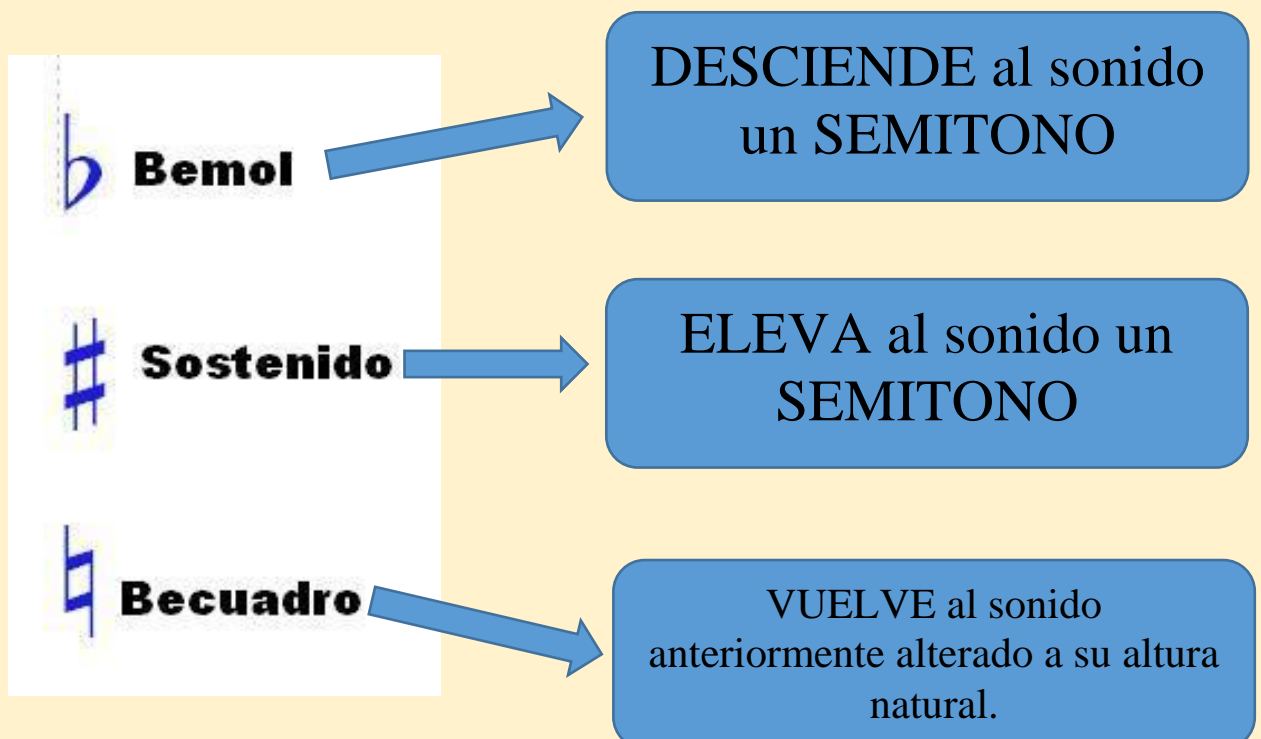 Bemol
DESCIENDE al sonido
un SEMITONO
Sostenido
ELEVA al sonido un
SEMITONO
Becuadro
VUELVE al sonido
anteriormente alterado a su altura
natural.